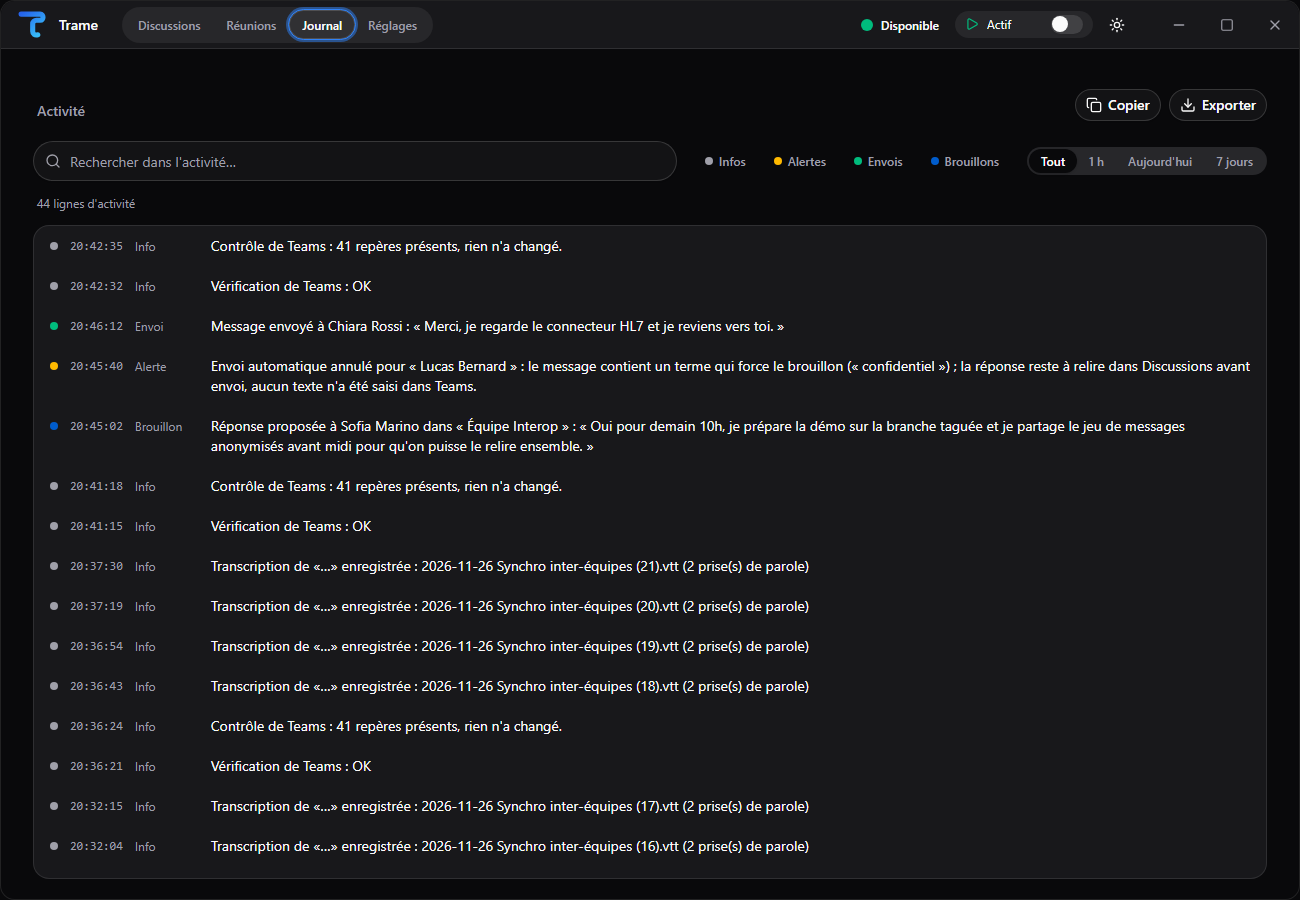 Trame
Discussions Réunions Journal Réglages
Disponible
Actif
Activité
Copier Exporter
Rechercher dans l'activité...
Infos Alertes Envois Brouillons
Tout 1 h Aujourd'hui 7 jours
44 lignes d'activité
20:42:35 Info Contrôle de Teams : 41 repères présents, rien n'a changé.
20:42:32 Info Vérification de Teams : OK
20:46:12 Envoi Message envoyé à Chiara Rossi : « Merci, je regarde le connecteur HL7 et je reviens vers toi. »
20:45:40 Alerte Envoi automatique annulé pour « Lucas Bernard » : le message contient un terme qui force le brouillon (« confidentiel ») ; la réponse reste à relire dans Discussions avant
envoi, aucun texte n'a été saisi dans Teams.
20:45:02 Brouillon Réponse proposée à Sofia Marino dans « Équipe Interop » : « Oui pour demain 10h, je prépare la démo sur la branche taguée et je partage le jeu de messages
anonymisés avant midi pour qu'on puisse le relire ensemble. »
20:41:18 Info Contrôle de Teams : 41 repères présents, rien n'a changé.
20:41:15 Info Vérification de Teams : OK
20:37:30 Info Transcription de «...» enregistrée : 2026-11-26 Synchro inter-équipes (21).vtt (2 prise(s) de parole)
20:37:19 Info Transcription de «...» enregistrée : 2026-11-26 Synchro inter-équipes (20).vtt (2 prise(s) de parole)
20:36:54 Info Transcription de «...» enregistrée : 2026-11-26 Synchro inter-équipes (19).vtt (2 prise(s) de parole)
20:36:43 Info Transcription de «...» enregistrée : 2026-11-26 Synchro inter-équipes (18).vtt (2 prise(s) de parole)
20:36:24 Info Contrôle de Teams : 41 repères présents, rien n'a changé.
20:36:21 Info Vérification de Teams : OK
20:32:15 Info Transcription de «...» enregistrée : 2026-11-26 Synchro inter-équipes (17).vtt (2 prise(s) de parole)
20:32:04 Info Transcription de «...» enregistrée : 2026-11-26 Synchro inter-équipes (16).vtt (2 prise(s) de parole)